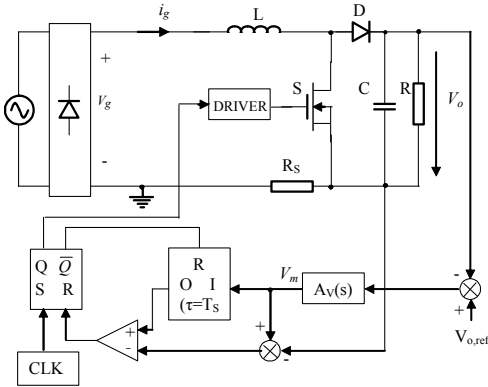 i_g
L
D
+
V_g
-
DRIVER
S
C
R
V_o
R_S
Q Q̅
S R
R
O I
(τ=T_S
V_m
A_V(s)
-
+
V_o,ref
+
-
+
-
CLK